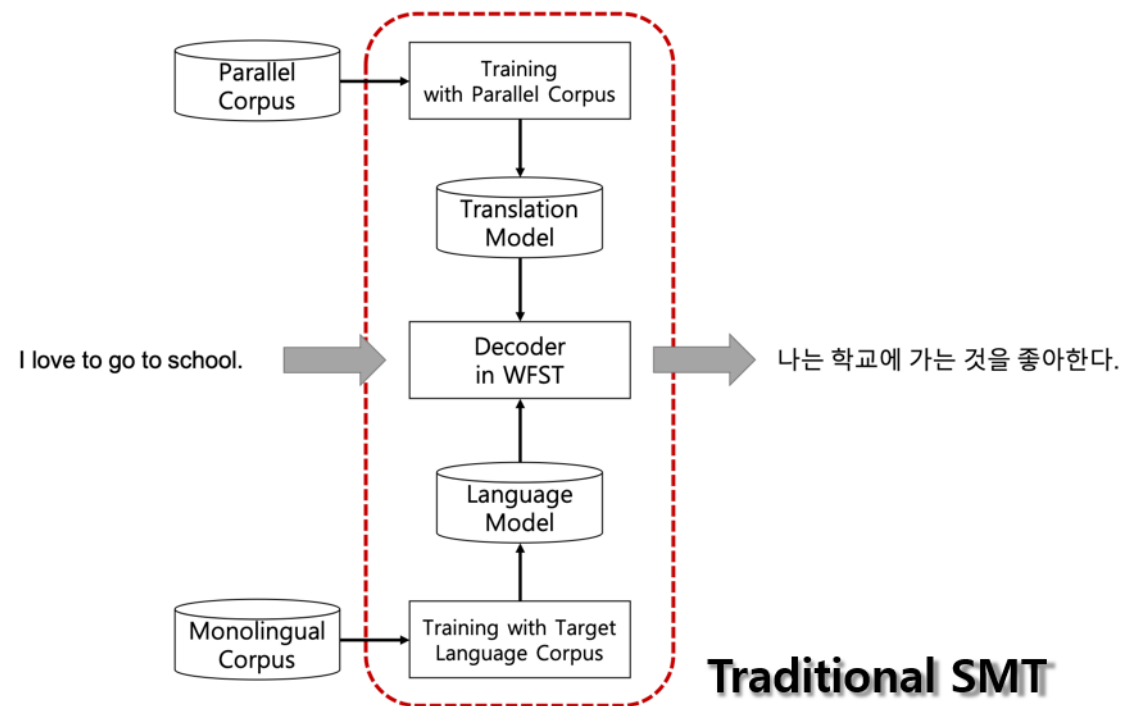 Parallel
Corpus
Training
with Parallel Corpus
Translation
Model
I love to go to school.
Decoder
in WFST
나는 학교에 가는 것을 좋아한다.
Language
Model
Monolingual
Corpus
Training with Target
Language Corpus
Traditional SMT